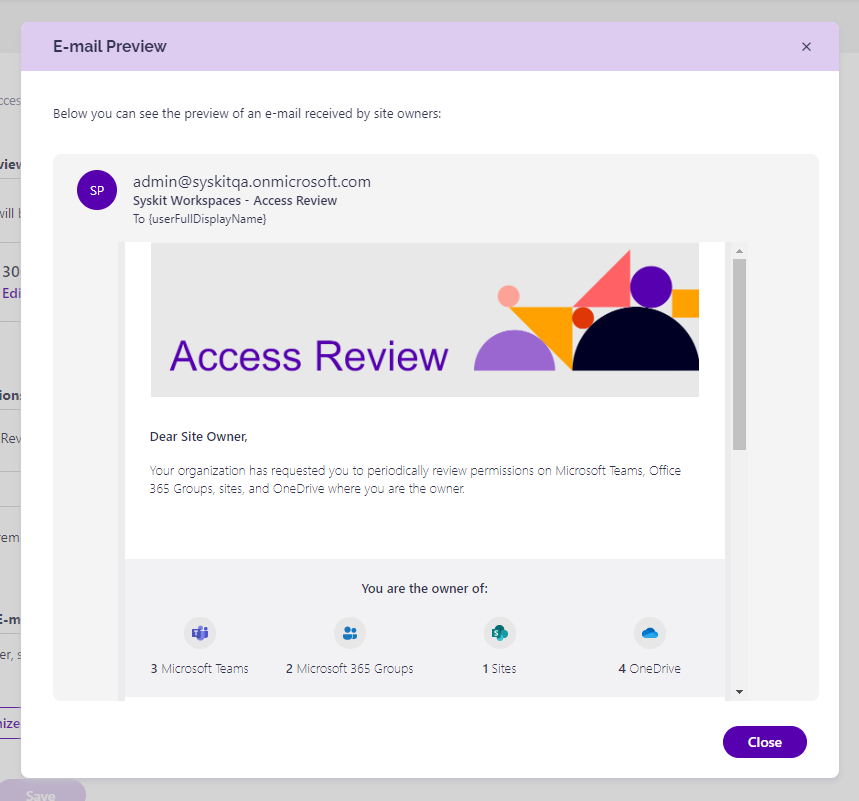 E-mail Preview
Below you can see the preview of an e-mail received by site owners:
SP
admin@syskitqa.onmicrosoft.com
Syskit Workspaces - Access Review
To {userFullDisplayName}
Access Review
Dear Site Owner,
Your organization has requested you to periodically review permissions on Microsoft Teams, Office
365 Groups, sites, and OneDrive where you are the owner.
You are the owner of:
3 Microsoft Teams
2 Microsoft 365 Groups
1 Sites
4 OneDrive
Close
30
Save